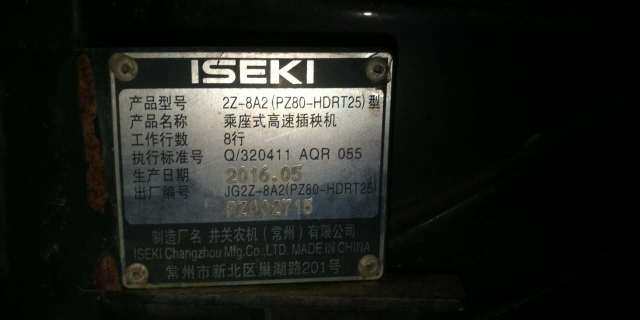 ISEKI
产品型号 2Z-8A2(PZ80-HDRT25)型
产品名称 乘座式高速插秧机
工作行数 8行
执行标准号 Q/320411 AQR 055
生产日期 2016.05
出厂编号 JG2Z-8A2(PZ80-HDRT25)
制造厂名 井关农机(常州)有限公司
ISEKI Changzhou Mfg.Co.,LTD. MADE IN CHINA
常州市新北区巢湖路201号